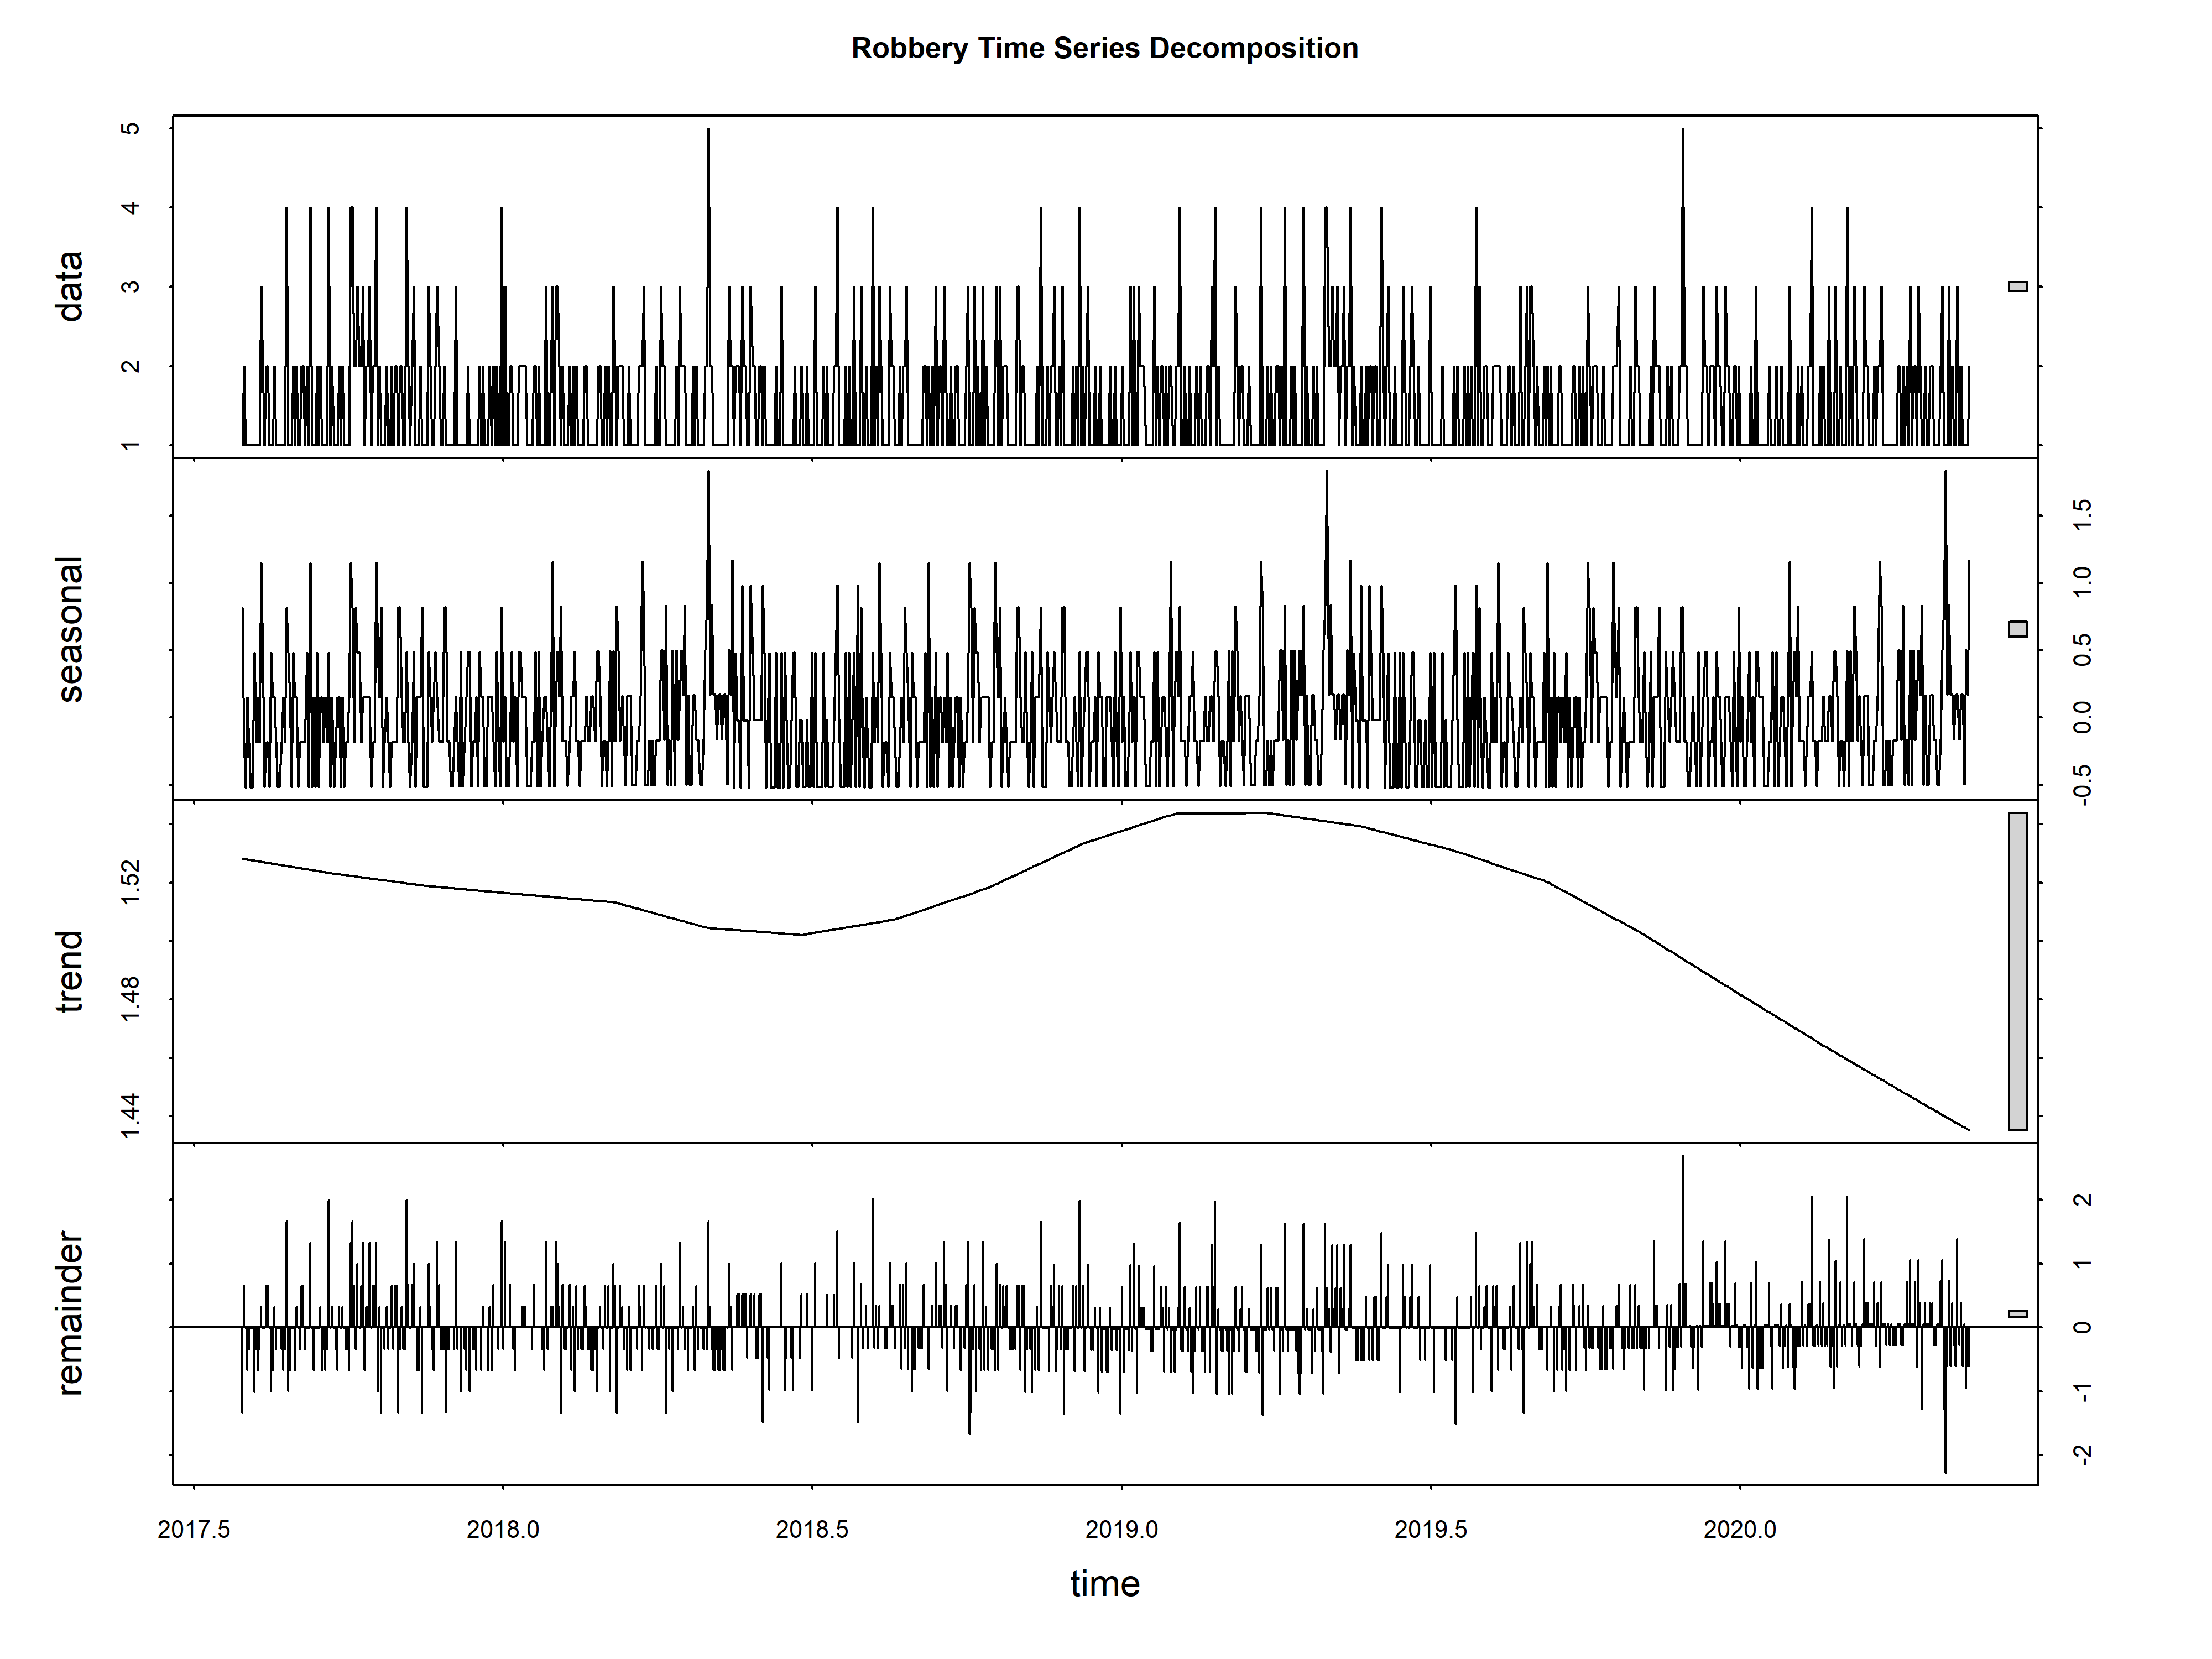 Robbery Time Series Decomposition
data
5
4
3
2
1
seasonal
1.5
1.0
0.5
0.0
-0.5
trend
1.52
1.48
1.44
remainder
2
1
0
-1
-2
2017.5 2018.0 2018.5 2019.0 2019.5 2020.0
time